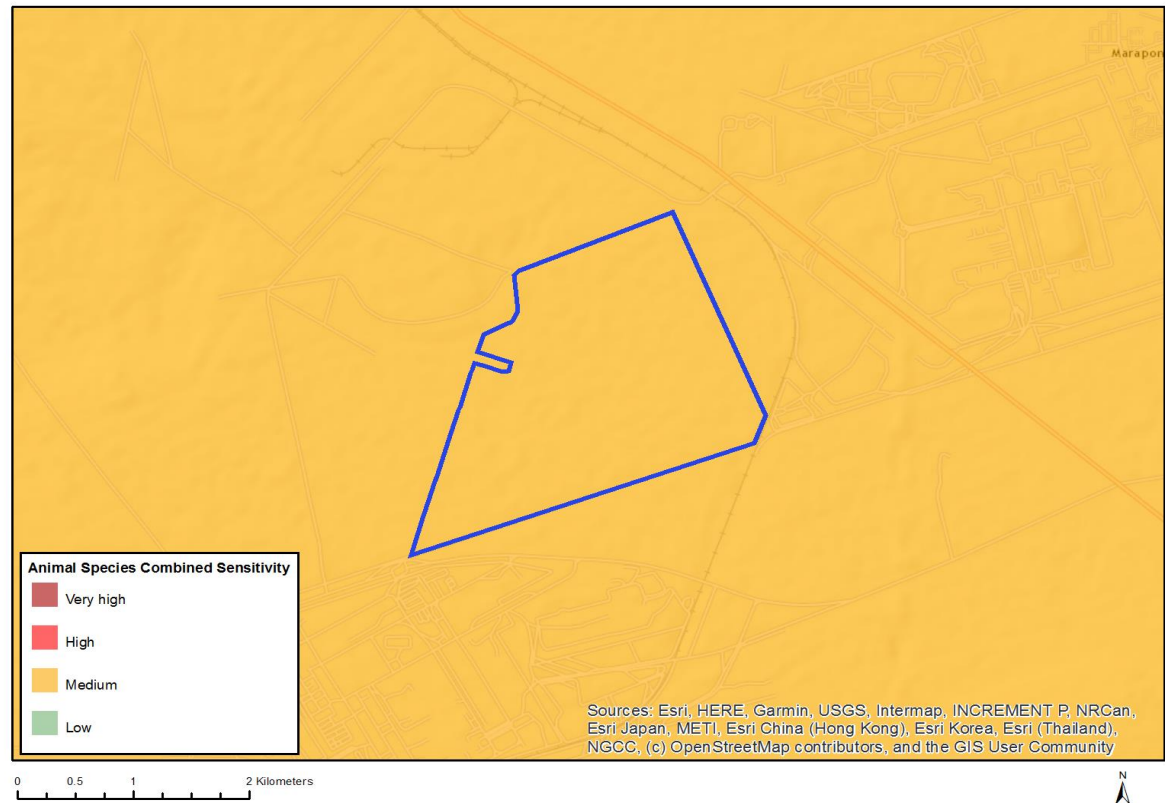 Marapon
Animal Species Combined Sensitivity
Very high
High
Medium
Low
Sources: Esri, HERE, Garmin, USGS, Intermap, INCREMENT P, NRCan,
Esri Japan, METI, Esri China (Hong Kong), Esri Korea, Esri (Thailand),
NGCC, (c) OpenStreetMap contributors, and the GIS User Community
0 0.5 1 2 Kilometers
N